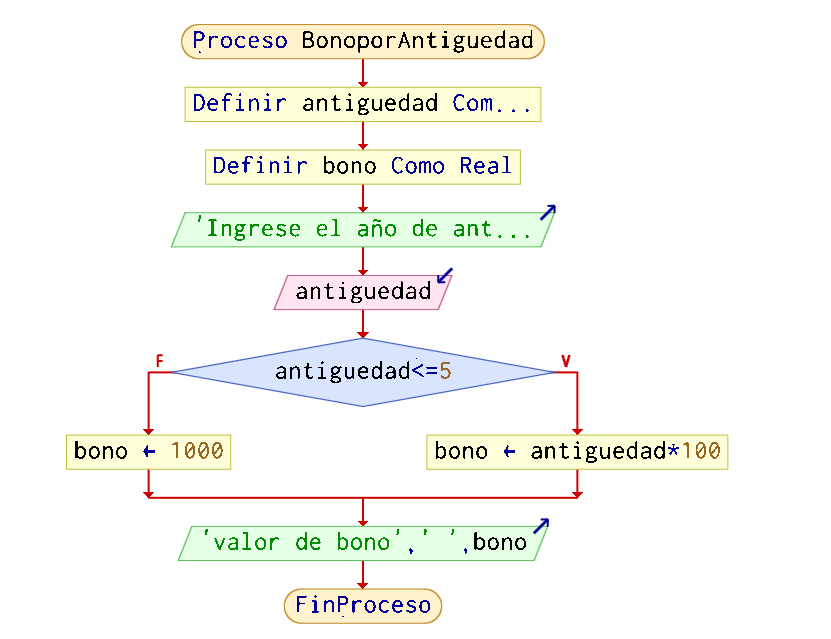 Proceso BonoporAntiguedad
Definir antiguedad Com...
Definir bono Como Real
'Ingrese el año de ant...
antiguedad
F
V
antiguedad<=5
bono ← 1000
bono ← antiguedad*100
'valor de bono',' ',bono
FinProceso